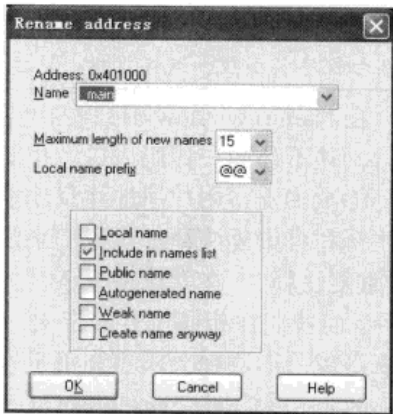 Rename address
Address: 0x401000
Name _main
Maximum length of new names 15
Local name prefix @@
Local name
Include in names list
Public name
Autogenerated name
Weak name
Create name anyway
OK Cancel Help